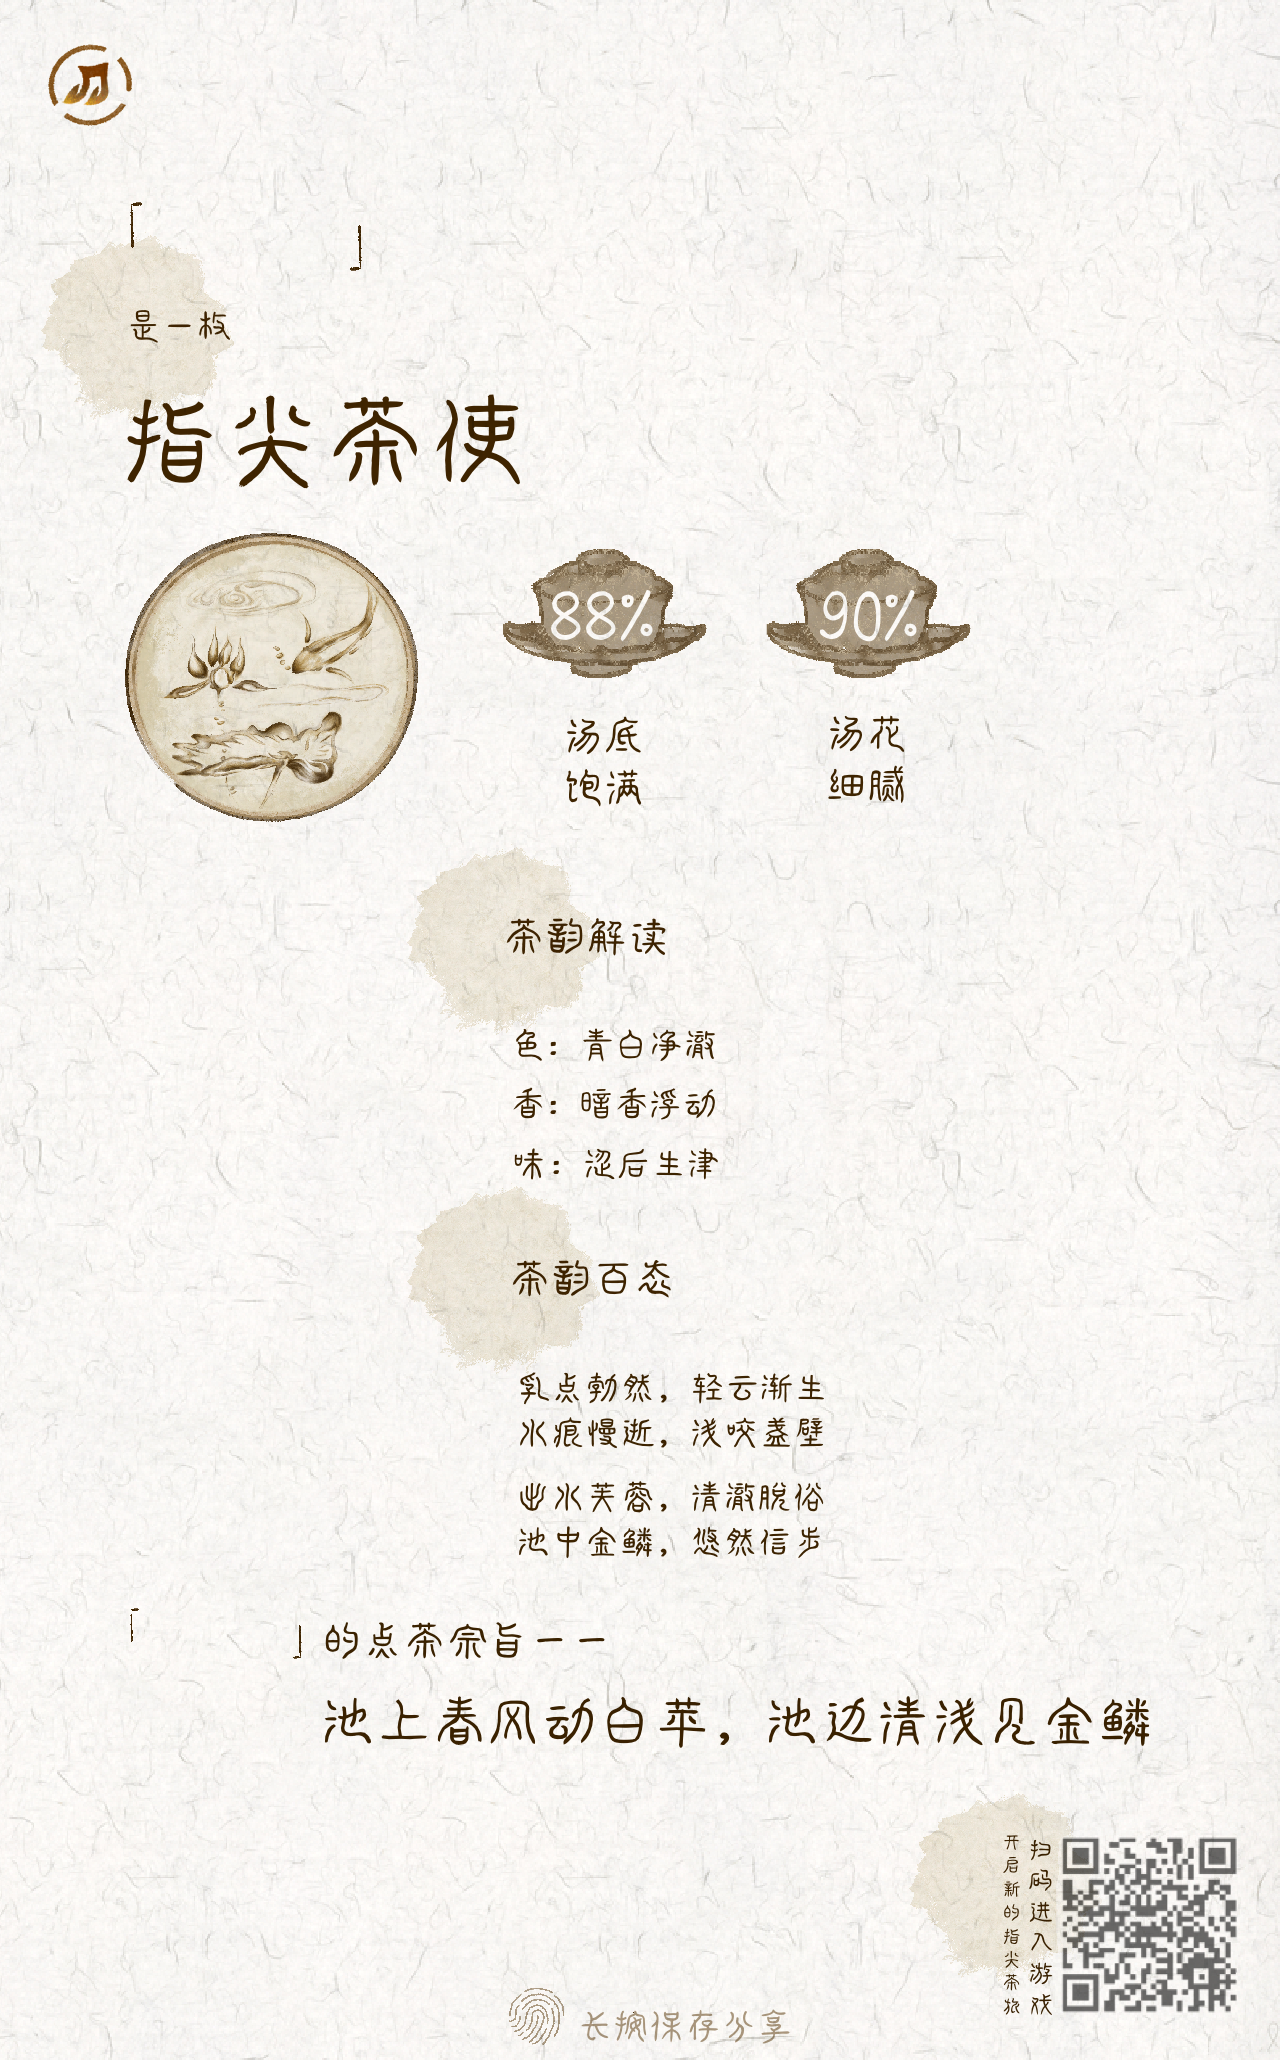 「 」
是一枚
指尖茶使
88%
90%
汤底
饱满
汤花
细腻
茶韵解读
色：青白净澈
香：暗香浮动
味：涩后生津
茶韵百态
乳点勃然，轻云渐生
水痕慢逝，浅咬盏壁
出水芙蓉，清澈脱俗
池中金鳞，悠然信步
「 」的点茶宗旨——
池上春风动白苹，池边清浅见金鳞
扫码进入游戏
开启新的指尖茶旅
长按保存分享